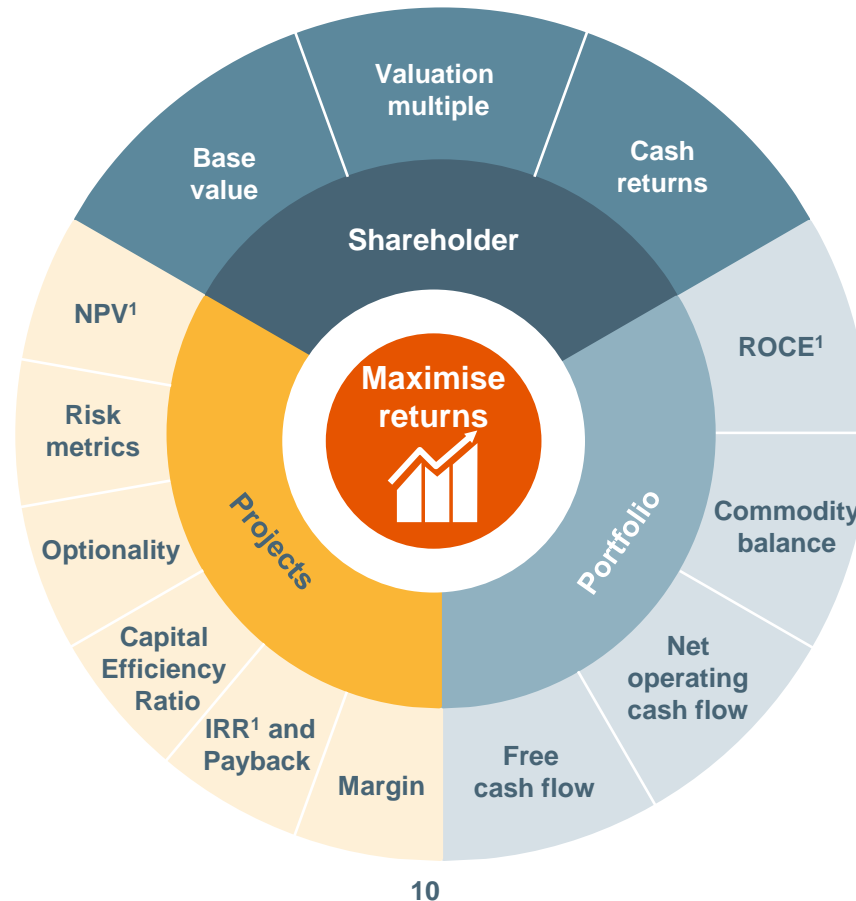 Valuation
multiple
Base
value
Cash
returns
Shareholder
NPV¹
ROCE¹
Maximise
returns
Risk
metrics
Projects
Portfolio
Commodity
balance
Optionality
Capital
Efficiency
Ratio
Net
operating
cash flow
IRR¹ and
Payback
Margin
Free
cash flow
10